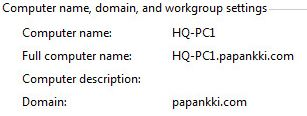 Computer name, domain, and workgroup settings
Computer name: HQ-PC1
Full computer name: HQ-PC1.papankki.com
Computer description:
Domain: papankki.com